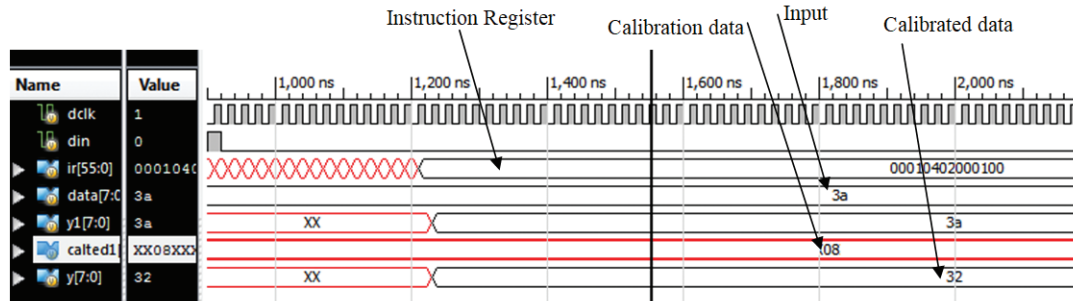 Instruction Register
Calibration data
Input
Calibrated data
Name Value
1,000 ns 1,200 ns 1,400 ns 1,600 ns 1,800 ns 2,000 ns
dclk 1
din 0
ir[55:0] 0001040 00010402000100
data[7:0 3a 3a
y1[7:0] 3a XX 3a
calted1[ XX08XXX 08
y[7:0] 32 XX 32